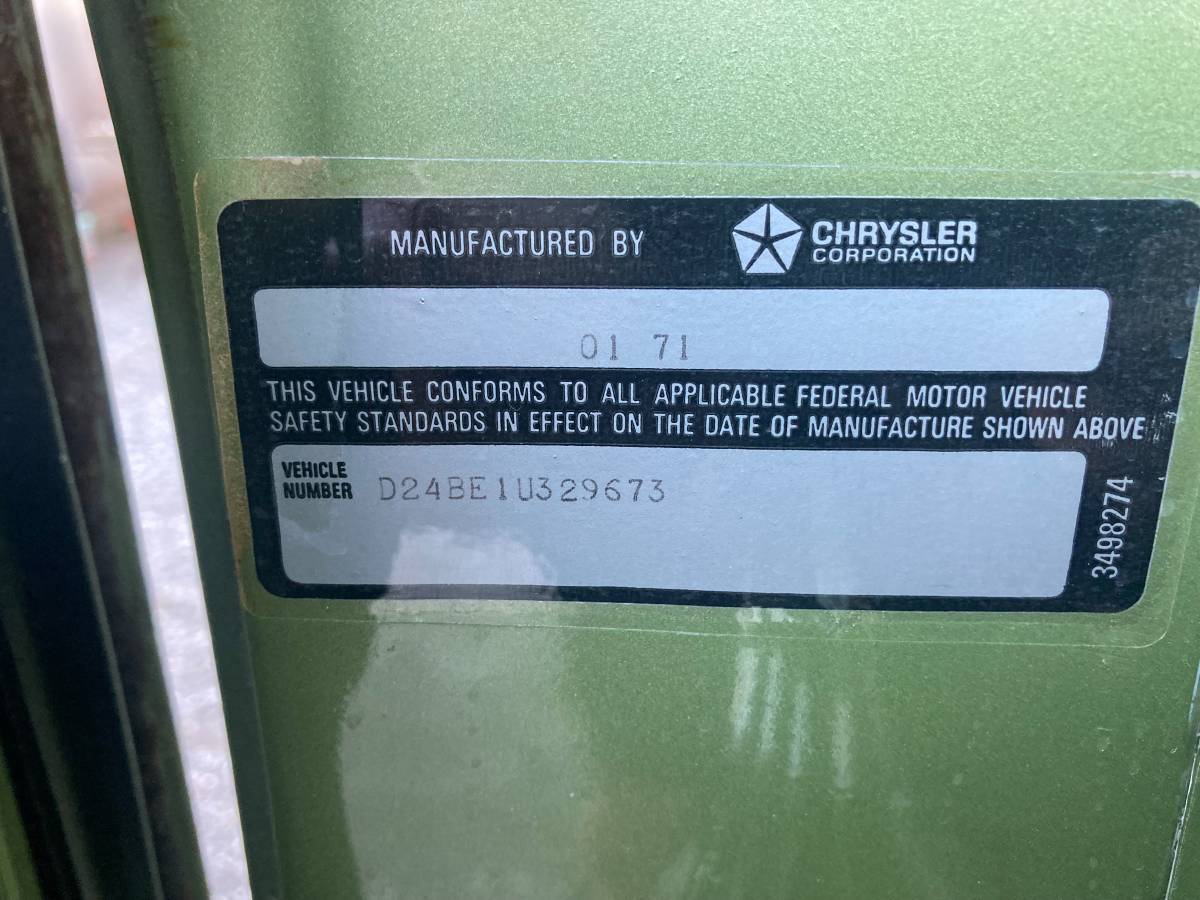 MANUFACTURED BY CHRYSLER CORPORATION
01 71
THIS VEHICLE CONFORMS TO ALL APPLICABLE FEDERAL MOTOR VEHICLE
SAFETY STANDARDS IN EFFECT ON THE DATE OF MANUFACTURE SHOWN ABOVE
VEHICLE NUMBER D24BE1U329673
3498274